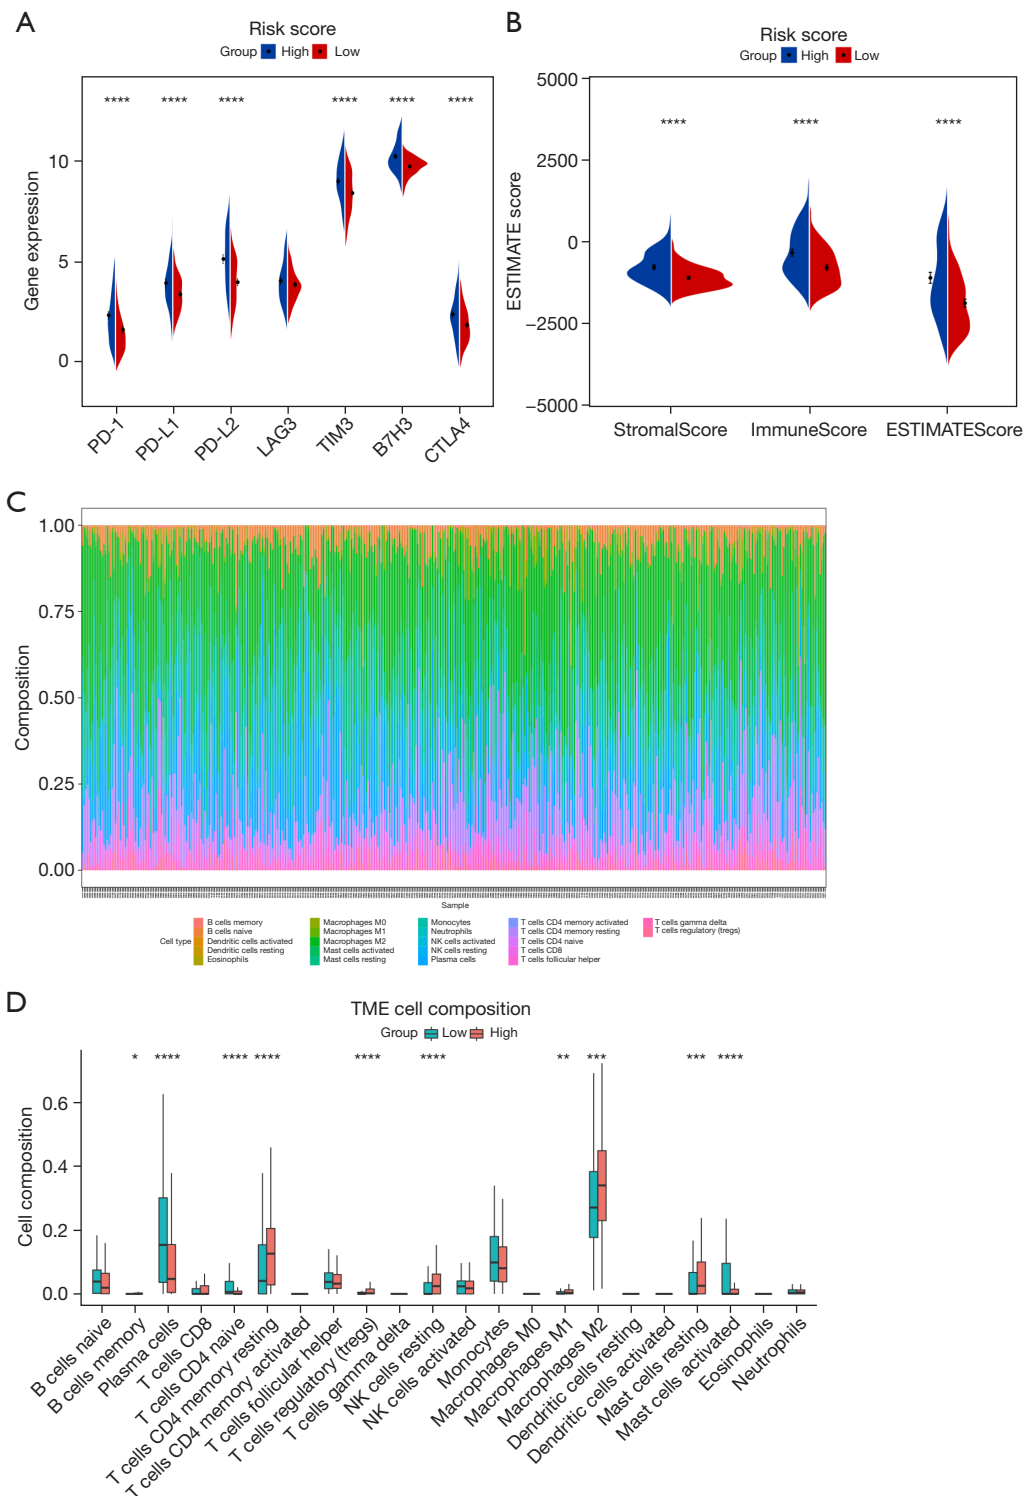 A
Risk score
Group High Low
Gene expression
10
5
0
**** **** **** **** **** ****
PD-1
PD-L1
PD-L2
LAG3
TIM3
B7H3
CTLA4
B
Risk score
Group High Low
ESTIMATE score
5000
2500
0
−2500
−5000
**** **** ****
StromalScore ImmuneScore ESTIMATEScore
C
Composition
1.00
0.75
0.50
0.25
0.00
Sample
Cell type
B cells memory
B cells naive
Dendritic cells activated
Dendritic cells resting
Eosinophils
Macrophages M0
Macrophages M1
Macrophages M2
Mast cells activated
Mast cells resting
Monocytes
Neutrophils
NK cells activated
NK cells resting
Plasma cells
T cells CD4 memory activated
T cells CD4 memory resting
T cells CD4 naive
T cells CD8
T cells follicular helper
T cells gamma delta
T cells regulatory (tregs)
D
TME cell composition
Group Low High
Cell composition
0.6
0.4
0.2
0.0
* **** **** **** **** **** ** *** *** ****
B cells naive
B cells memory
Plasma cells
T cells CD8
T cells CD4 naive
T cells CD4 memory resting
T cells CD4 memory activated
T cells follicular helper
T cells regulatory (tregs)
T cells gamma delta
NK cells resting
NK cells activated
Monocytes
Macrophages M0
Macrophages M1
Macrophages M2
Dendritic cells resting
Dendritic cells activated
Mast cells resting
Mast cells activated
Eosinophils
Neutrophils